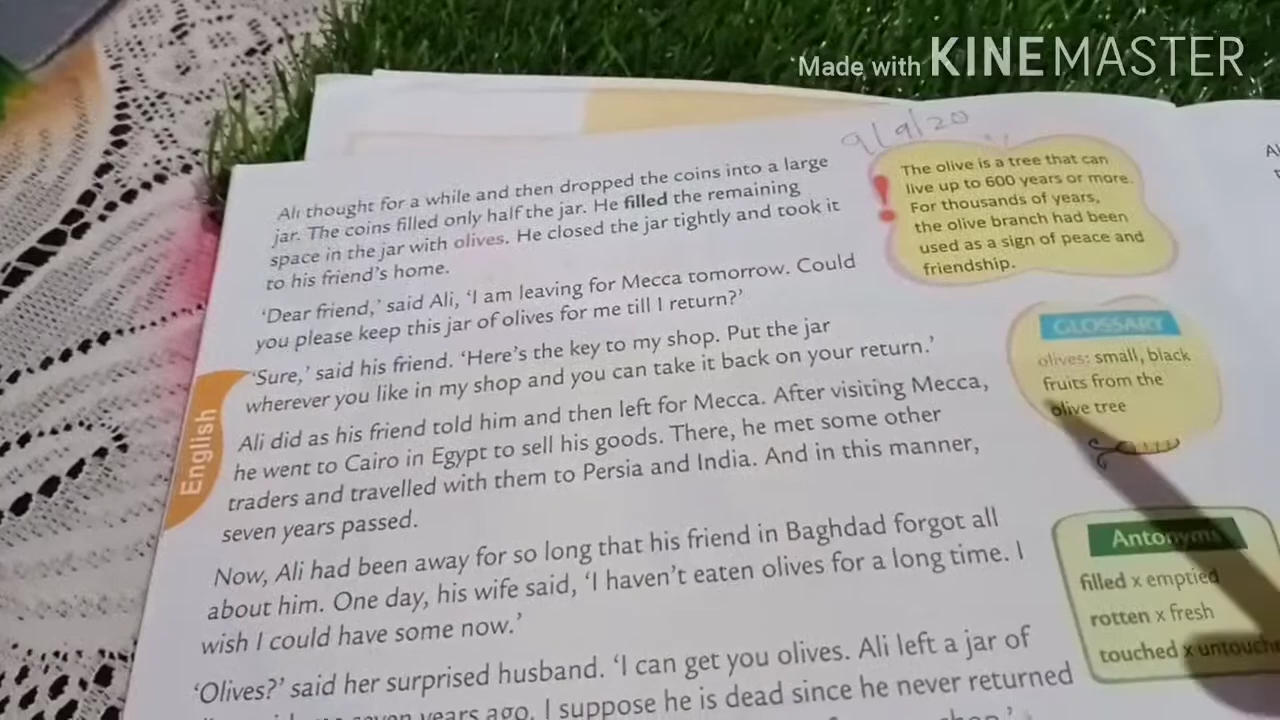 Made with KINEMASTER
9/9/20
Ali thought for a while and then dropped the coins into a large
jar. The coins filled only half the jar. He filled the remaining
space in the jar with olives. He closed the jar tightly and took it
to his friend's home.
'Dear friend,' said Ali, 'I am leaving for Mecca tomorrow. Could
you please keep this jar of olives for me till I return?'
'Sure,' said his friend. 'Here's the key to my shop. Put the jar
wherever you like in my shop and you can take it back on your return.'
Ali did as his friend told him and then left for Mecca. After visiting Mecca,
he went to Cairo in Egypt to sell his goods. There, he met some other
traders and travelled with them to Persia and India. And in this manner,
seven years passed.
Now, Ali had been away for so long that his friend in Baghdad forgot all
about him. One day, his wife said, 'I haven't eaten olives for a long time. I
wish I could have some now.'
'Olives?' said her surprised husband. 'I can get you olives. Ali left a jar of
seven years ago. I suppose he is dead since he never returned
English
!
The olive is a tree that can
live up to 600 years or more.
For thousands of years,
the olive branch had been
used as a sign of peace and
friendship.
GLOSSARY
olives: small, black
fruits from the
olive tree
Antonyms
filled x emptied
rotten x fresh
touched x